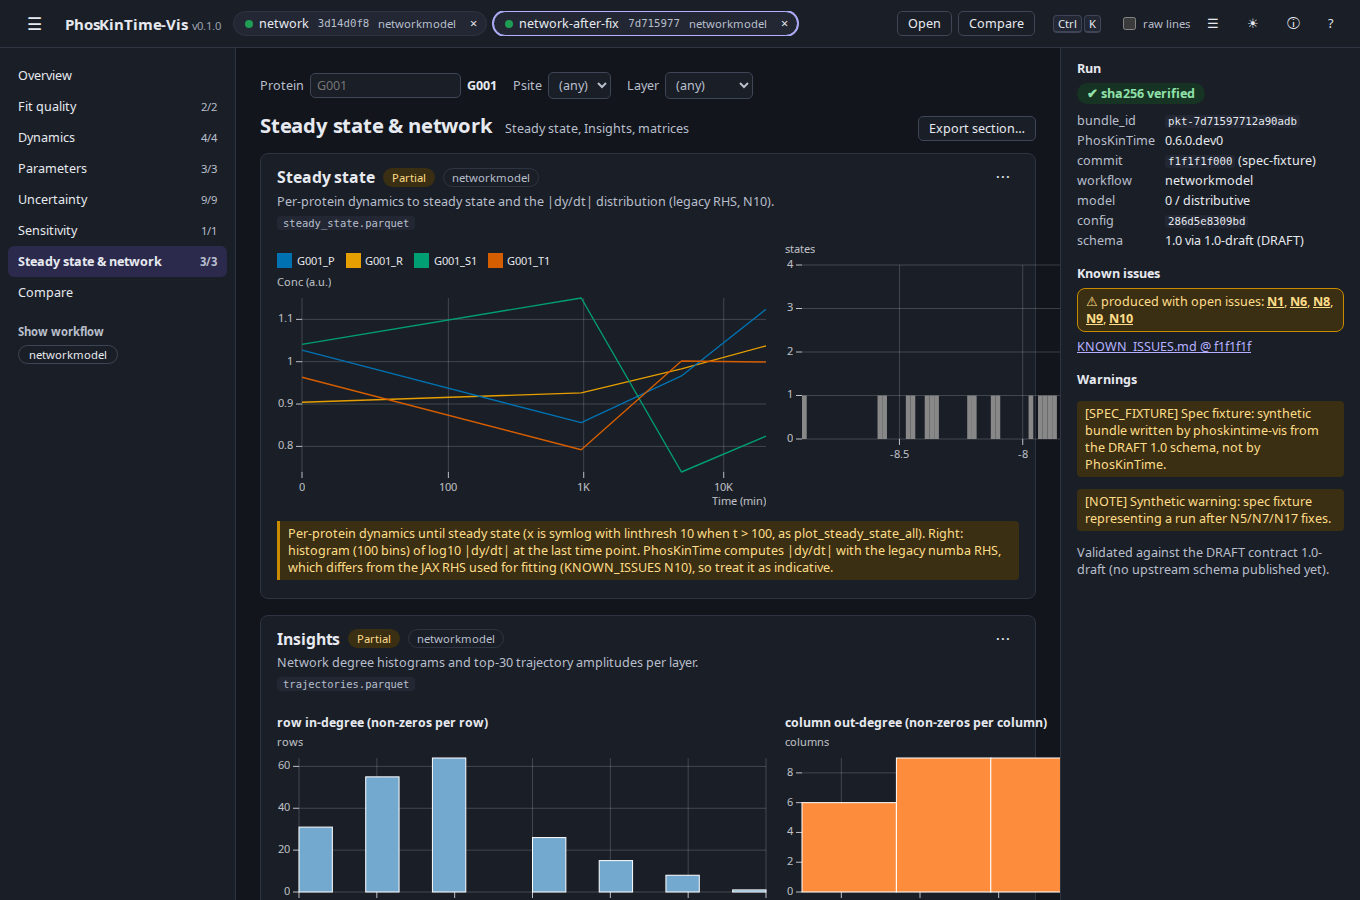 ☰ PhosKinTime-Vis v0.1.0 network 3d14d0f8 networkmodel × network-after-fix 7d715977 networkmodel × Open Compare Ctrl K raw lines ☰ ☀ ⓘ ?
Overview
Fit quality 2/2
Dynamics 4/4
Parameters 3/3
Uncertainty 9/9
Sensitivity 1/1
Steady state & network 3/3
Compare
Show workflow
networkmodel
Protein G001 G001 Psite (any) Layer (any)
Steady state & network Steady state, Insights, matrices Export section...
Steady state Partial networkmodel ...
Per-protein dynamics to steady state and the |dy/dt| distribution (legacy RHS, N10).
steady_state.parquet
G001_P G001_R G001_S1 G001_T1
Conc (a.u.)
1.1
1
0.9
0.8
0 100 1K 10K
Time (min)
states
4
3
2
1
0
-8.5 -8
Per-protein dynamics until steady state (x is symlog with linthresh 10 when t > 100, as plot_steady_state_all). Right:
histogram (100 bins) of log10 |dy/dt| at the last time point. PhosKinTime computes |dy/dt| with the legacy numba RHS,
which differs from the JAX RHS used for fitting (KNOWN_ISSUES N10), so treat it as indicative.
Insights Partial networkmodel ...
Network degree histograms and top-30 trajectory amplitudes per layer.
trajectories.parquet
row in-degree (non-zeros per row)
rows
60
40
20
0
column out-degree (non-zeros per column)
columns
8
6
4
2
0
Run
✔ sha256 verified
bundle_id pkt-7d71597712a90adb
PhosKinTime 0.6.0.dev0
commit f1f1f1f000 (spec-fixture)
workflow networkmodel
model 0 / distributive
config 286d5e8309bd
schema 1.0 via 1.0-draft (DRAFT)
Known issues
⚠ produced with open issues: N1, N6, N8,
N9, N10
KNOWN_ISSUES.md @ f1f1f1f
Warnings
[SPEC_FIXTURE] Spec fixture: synthetic
bundle written by phoskintime-vis from
the DRAFT 1.0 schema, not by
PhosKinTime.
[NOTE] Synthetic warning: spec fixture
representing a run after N5/N7/N17 fixes.
Validated against the DRAFT contract 1.0-
draft (no upstream schema published yet).